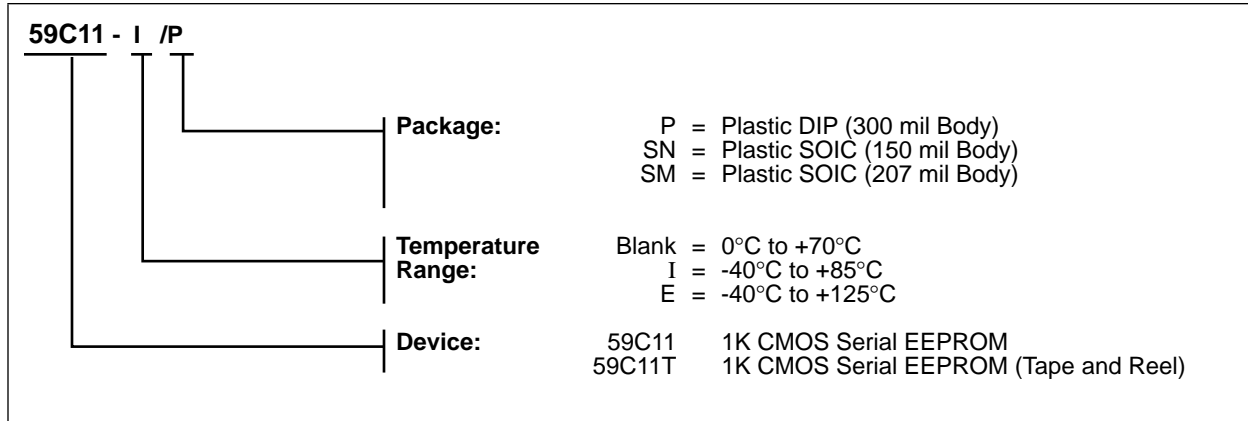 59C11 - I /P
Package: P = Plastic DIP (300 mil Body)
SN = Plastic SOIC (150 mil Body)
SM = Plastic SOIC (207 mil Body)
Temperature Blank = 0°C to +70°C
Range: I = -40°C to +85°C
E = -40°C to +125°C
Device: 59C11 1K CMOS Serial EEPROM
59C11T 1K CMOS Serial EEPROM (Tape and Reel)